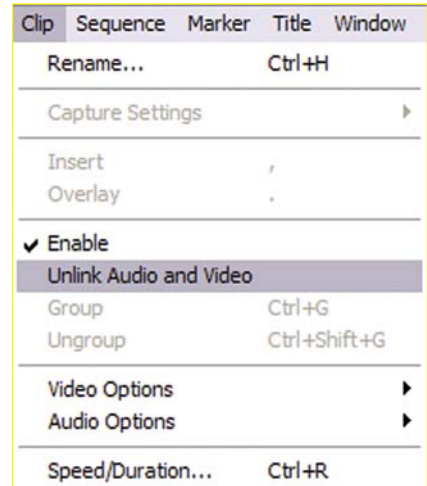 Clip Sequence Marker Title Window
Rename... Ctrl+H
Capture Settings
Insert ,
Overlay .
Enable
Unlink Audio and Video
Group Ctrl+G
Ungroup Ctrl+Shift+G
Video Options
Audio Options
Speed/Duration... Ctrl+R